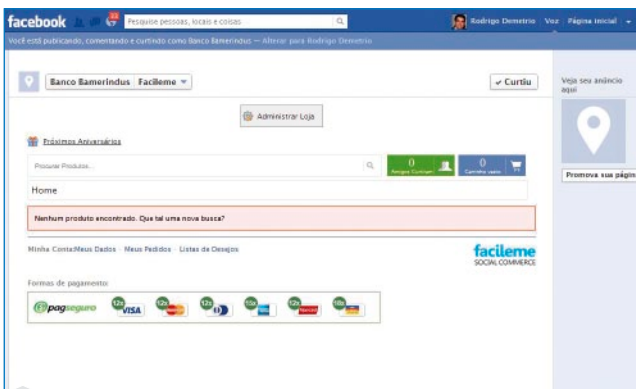 facebook
Pesquise pessoas, locais e coisas
Rodrigo Demetrio Voz Página inicial
Você está publicando, comentando e curtindo como Banco Bamerindus — Alterar para Rodrigo Demetrio
Banco Bamerindus Facileme
Curtiu
Veja seu anúncio
aqui
Administrar Loja
Próximos Aniversários
Procurar Produtos...
0
Amigos Curtiram
0
Carrinho vazio
Promova sua págin
Home
Nenhum produto encontrado. Que tal uma nova busca?
Minha Conta: Meus Dados · Meus Pedidos · Listas de Desejos
facileme
SOCIAL COMMERCE
Formas de pagamento:
pagseguro
12x
VISA
12x
12x
15x
12x
18x